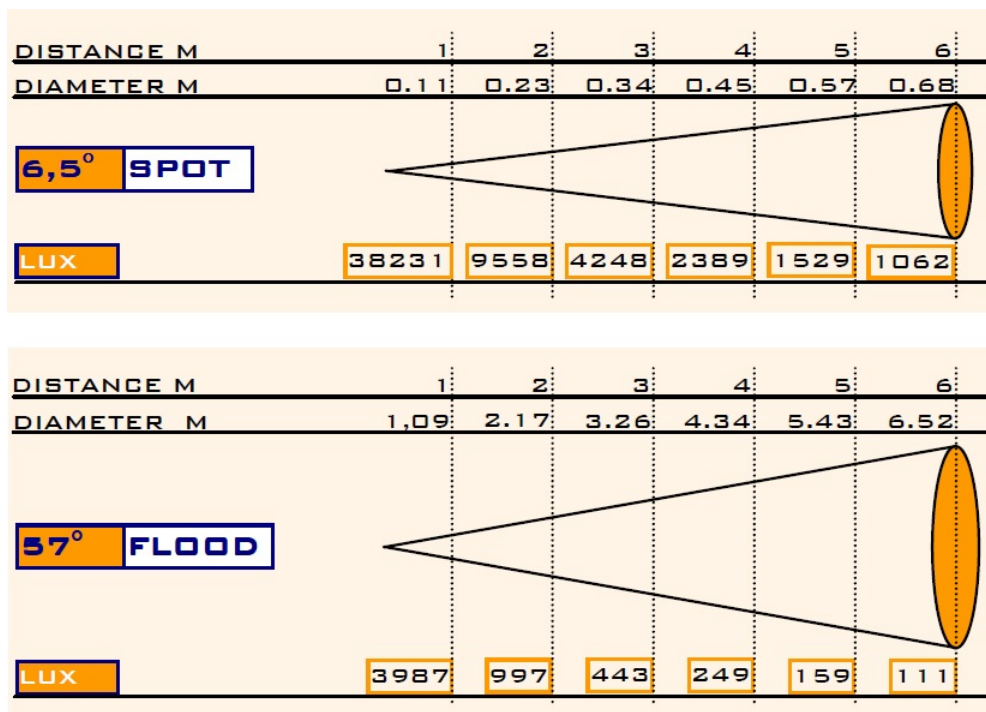 DISTANCE M 1 2 3 4 5 6
DIAMETER M 0.11 0.23 0.34 0.45 0.57 0.68
6,5° SPOT
LUX 38231 9558 4248 2389 1529 1062
DISTANCE M 1 2 3 4 5 6
DIAMETER M 1,09 2.17 3.26 4.34 5.43 6.52
57° FLOOD
LUX 3987 997 443 249 159 111